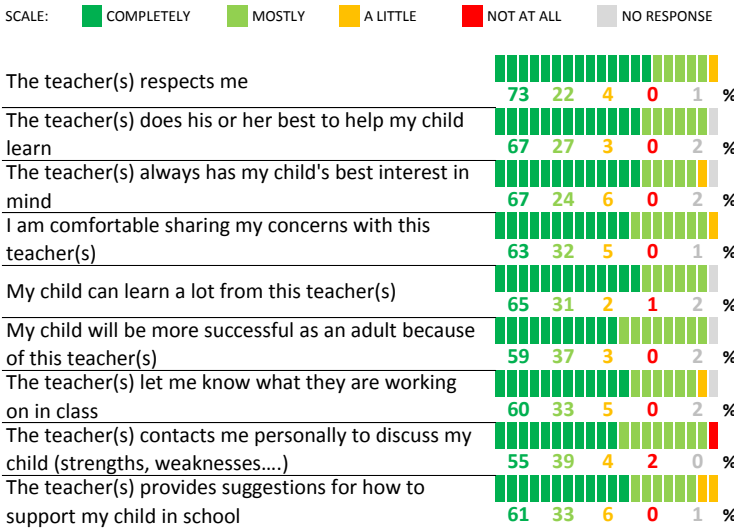 SCALE: COMPLETELY MOSTLY A LITTLE NOT AT ALL NO RESPONSE
The teacher(s) respects me
73 22 4 0 1 %
The teacher(s) does his or her best to help my child
learn
67 27 3 0 2 %
The teacher(s) always has my child's best interest in
mind
67 24 6 0 2 %
I am comfortable sharing my concerns with this
teacher(s)
63 32 5 0 1 %
My child can learn a lot from this teacher(s)
65 31 2 1 2 %
My child will be more successful as an adult because
of this teacher(s)
59 37 3 0 2 %
The teacher(s) let me know what they are working
on in class
60 33 5 0 2 %
The teacher(s) contacts me personally to discuss my
child (strengths, weaknesses....)
55 39 4 2 0 %
The teacher(s) provides suggestions for how to
support my child in school
61 33 6 0 1 %